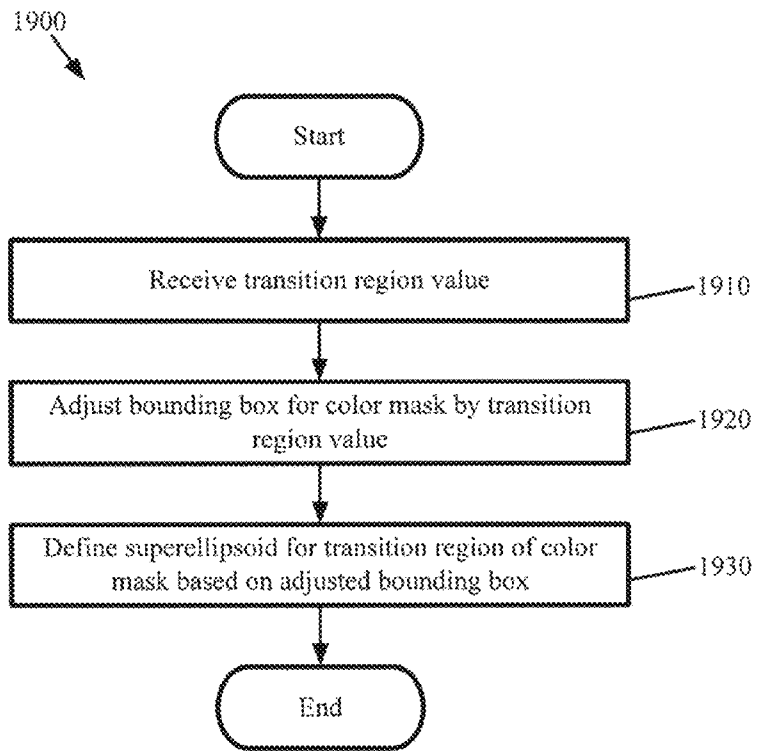 1900
Start
Receive transition region value
1910
Adjust bounding box for color mask by transition
region value
1920
Define superellipsoid for transition region of color
mask based on adjusted bounding box
1930
End